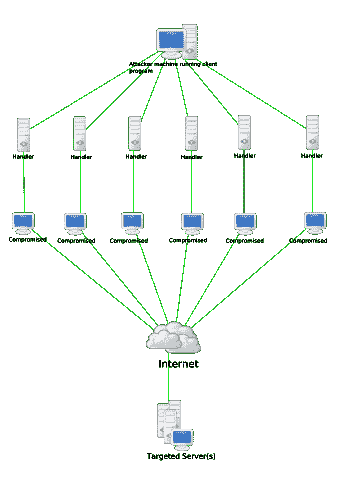 Attacker machine running client
program
Handler
Handler
Handler
Handler
Handler
Handler
Compromised
Compromised
Compromised
Compromised
Compromised
Compromised
Internet
Targeted Server(s)